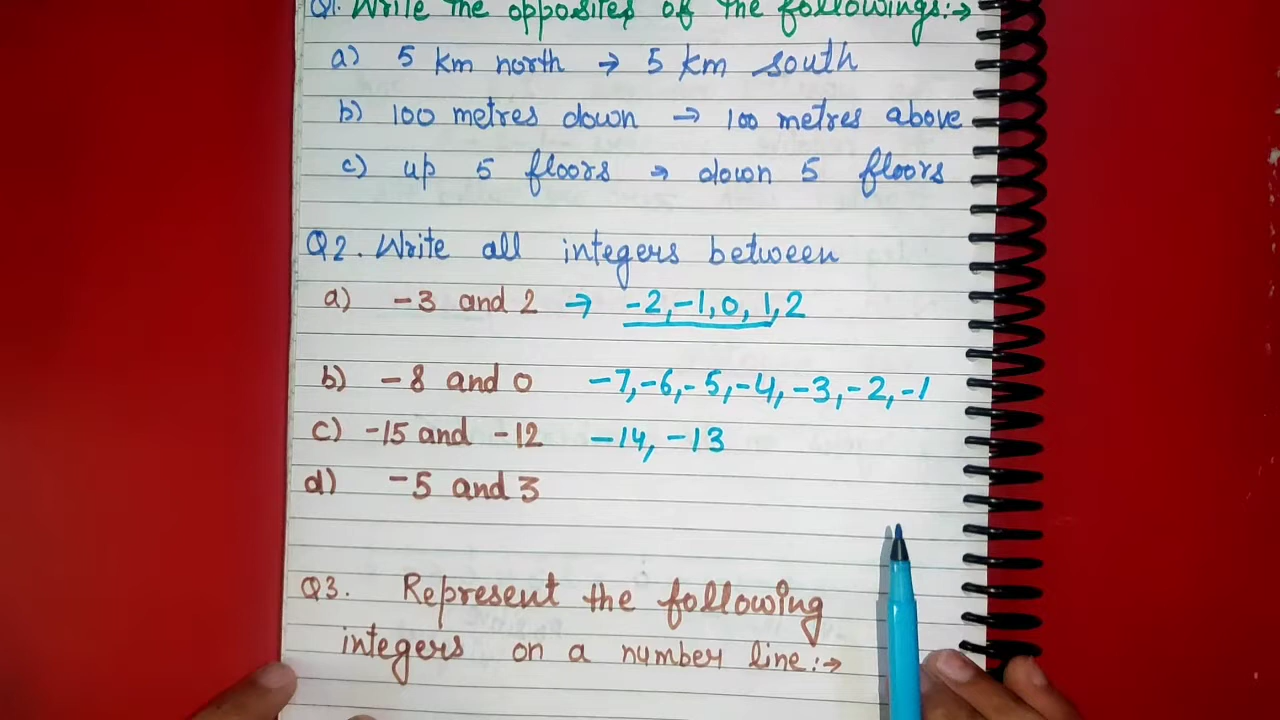 Q1. Write the opposites of the followings:→
a) 5 km north → 5 km south
b) 100 metres down → 100 metres above
c) up 5 floors → down 5 floors
Q2. Write all integers between
a) -3 and 2 → -2,-1,0,1,2
b) -8 and 0 -7,-6,-5,-4,-3,-2,-1
c) -15 and -12 -14, -13
d) -5 and 3
Q3. Represent the following
integers on a number line:→